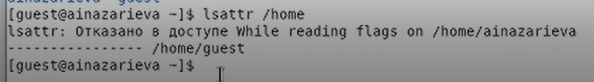 [guest@ainazarieva ~]$ lsattr /home
lsattr: Отказано в доступе While reading flags on /home/ainazarieva
---------------- /home/guest
[guest@ainazarieva ~]$